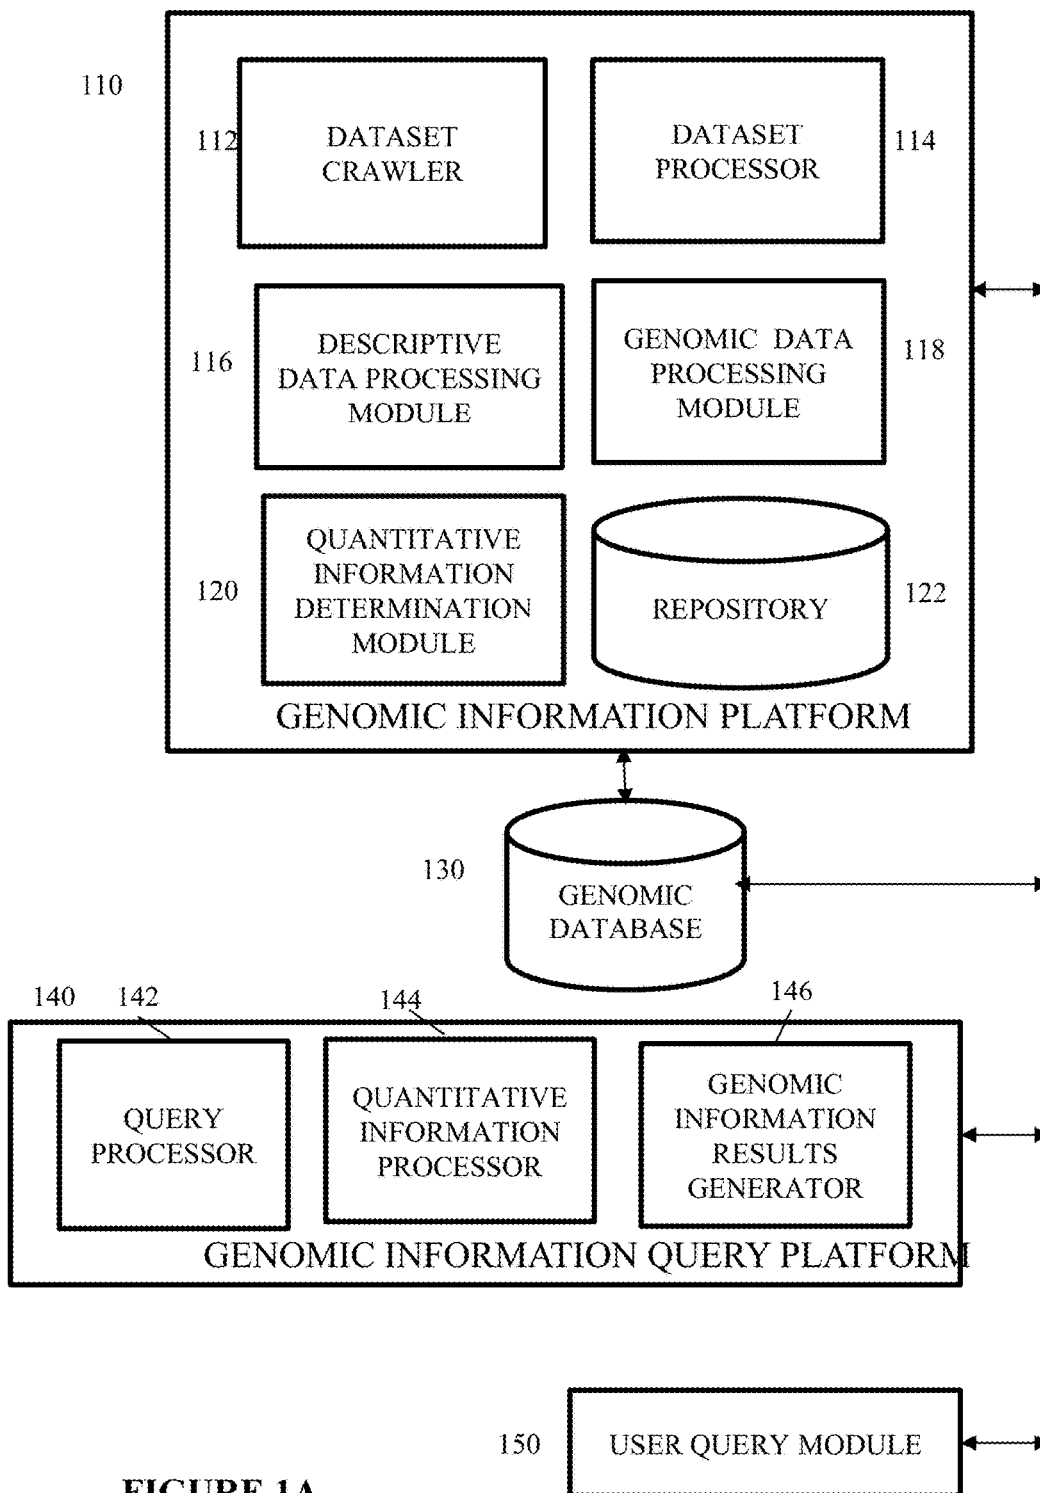 110
112
DATASET
CRAWLER
DATASET
PROCESSOR
114
116
DESCRIPTIVE
DATA PROCESSING
MODULE
GENOMIC DATA
PROCESSING
MODULE
118
120
QUANTITATIVE
INFORMATION
DETERMINATION
MODULE
REPOSITORY
122
GENOMIC INFORMATION PLATFORM
130
GENOMIC
DATABASE
140
142
144
146
QUERY
PROCESSOR
QUANTITATIVE
INFORMATION
PROCESSOR
GENOMIC
INFORMATION
RESULTS
GENERATOR
GENOMIC INFORMATION QUERY PLATFORM
150
USER QUERY MODULE
FIGURE 1A